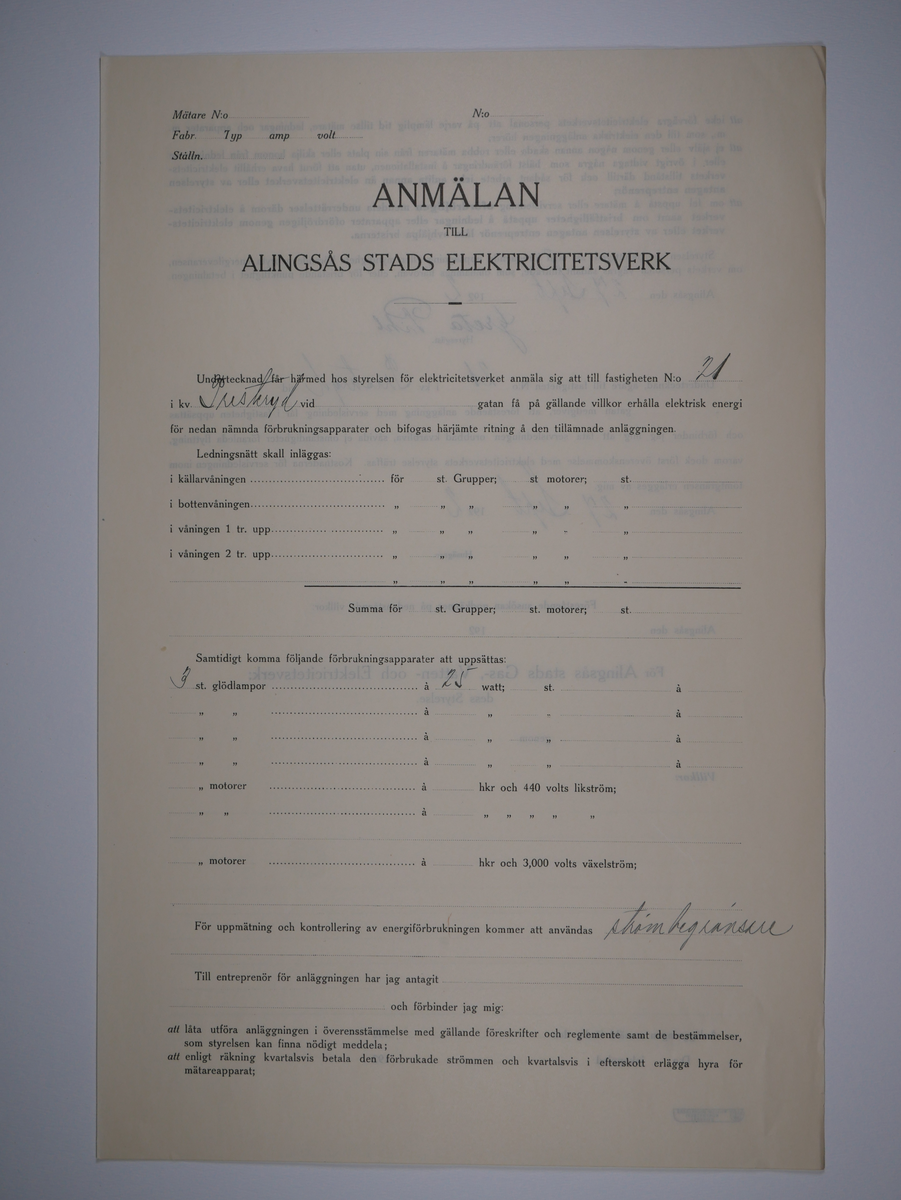 Mätare N:o N:o
Fabr. Typ amp volt
Ställn.
ANMÄLAN
TILL
ALINGSÅS STADS ELEKTRICITETSVERK
Undertecknad får härmed hos styrelsen för elektricitetsverket anmäla sig att till fastigheten N:o 21
i kv. vid gatan få på gällande villkor erhålla elektrisk energi
för nedan nämnda förbrukningsapparater och bifogas härjämte ritning å den tillämnade anläggningen.
Ledningsnätt skall inläggas:
i källarvåningen för st. Grupper; st motorer; st.
i bottenvåningen „ „ „ „ „ „
i våningen 1 tr. upp „ „ „ „ „ „
i våningen 2 tr. upp „ „ „ „ „ „
„ „ „ „ „ „
Summa för st. Grupper; st. motorer; st.
Samtidigt komma följande förbrukningsapparater att uppsättas:
3 st. glödlampor å 25 watt; st. å
„ „ å „ „ å
„ „ å „ „ å
„ „ å „ „ å
„ motorer å hkr och 440 volts likström;
„ „ å „ „ „ „ „
„ motorer å hkr och 3,000 volts växelström;
För uppmätning och kontrollering av energiförbrukningen kommer att användas strömbegränsare
Till entreprenör för anläggningen har jag antagit
och förbinder jag mig:
att låta utföra anläggningen i överensstämmelse med gällande föreskrifter och reglemente samt de bestämmelser,
som styrelsen kan finna nödigt meddela;
att enligt räkning kvartalsvis betala den förbrukade strömmen och kvartalsvis i efterskott erlägga hyra för
mätareapparat;